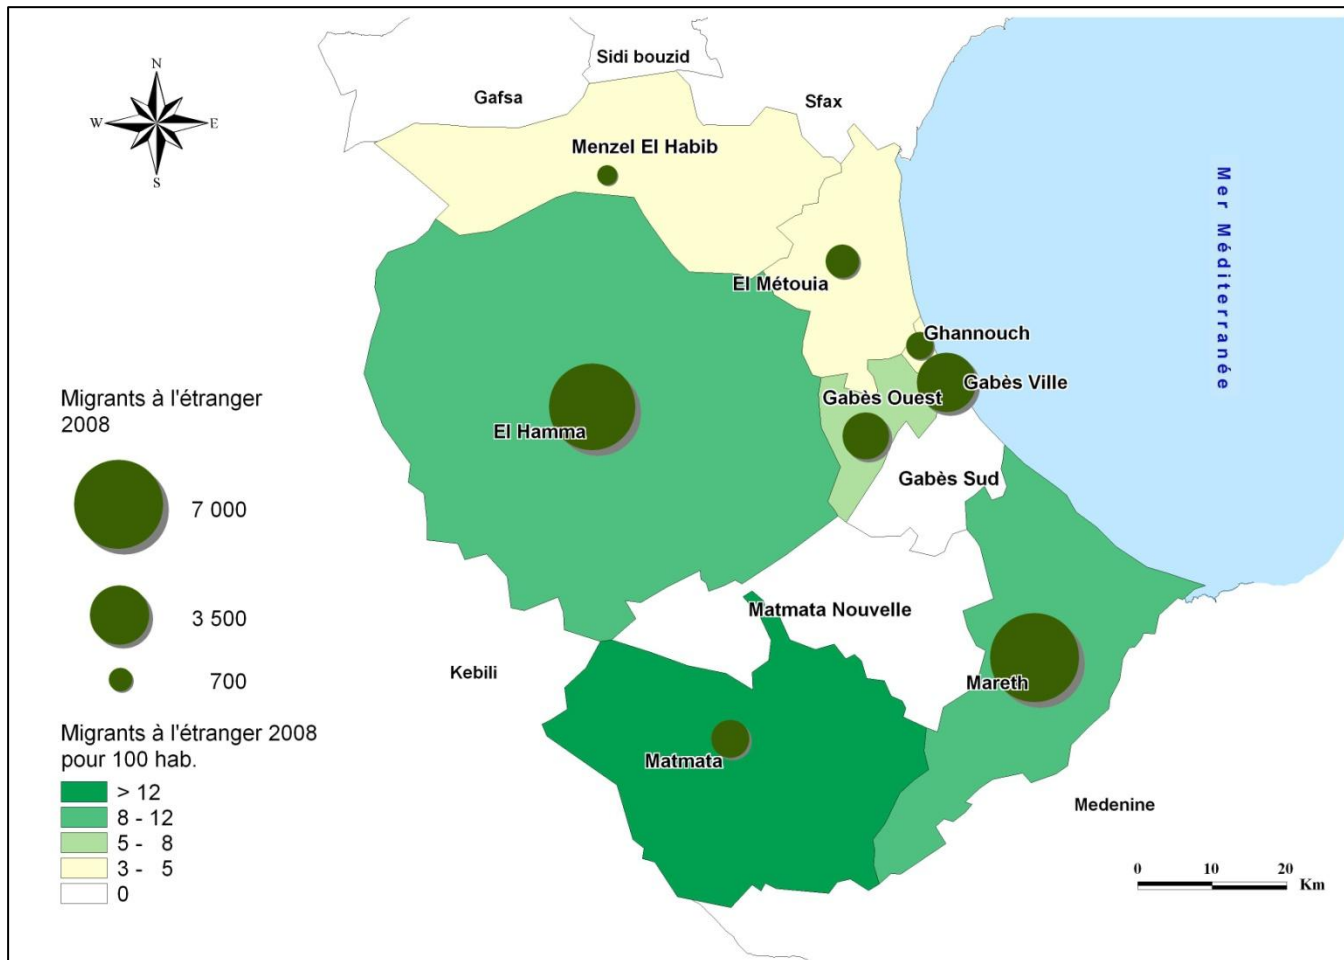 N
W
E
S
Sidi bouzid
Gafsa
Sfax
Menzel El Habib
Mer Méditerranée
El Métouia
Ghannouch
Gabès Ville
Gabès Ouest
El Hamma
Gabès Sud
Matmata Nouvelle
Kebili
Mareth
Matmata
Medenine
Migrants à l'étranger
2008
7 000
3 500
700
Migrants à l'étranger 2008
pour 100 hab.
> 12
8 - 12
5 - 8
3 - 5
0
0 10 20
Km